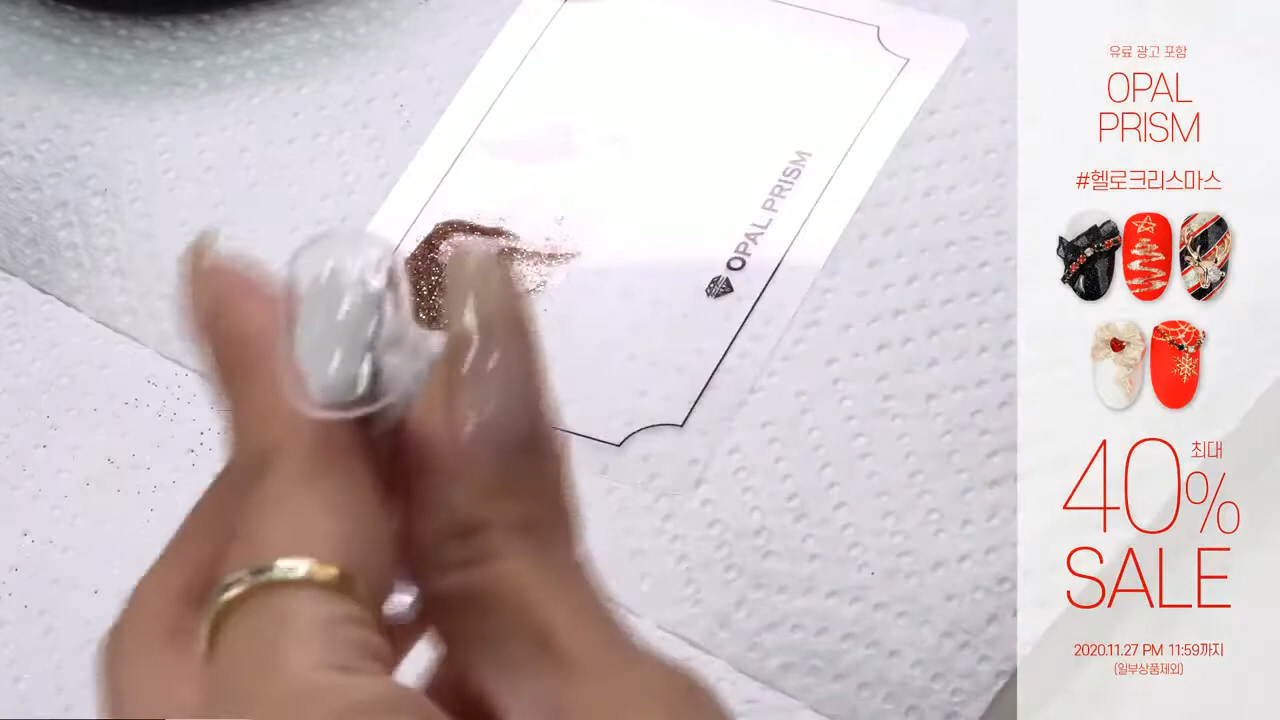 OPAL PRISM
유료 광고 포함
OPAL
PRISM
#헬로크리스마스
최대
40%
SALE
2020.11.27 PM 11:59까지
(일부상품제외)